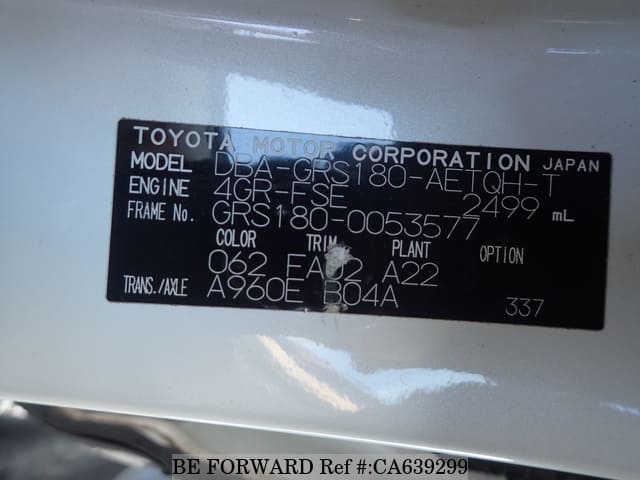 TOYOTA MOTOR CORPORATION JAPAN
MODEL DBA-GRS180-AETQH-T
ENGINE 4GR-FSE 2499 mL
FRAME No. GRS180-0053577
COLOR TRIM PLANT OPTION
062 FA02 A22
TRANS./AXLE A960E B04A 337
BE FORWARD Ref #:CA639299